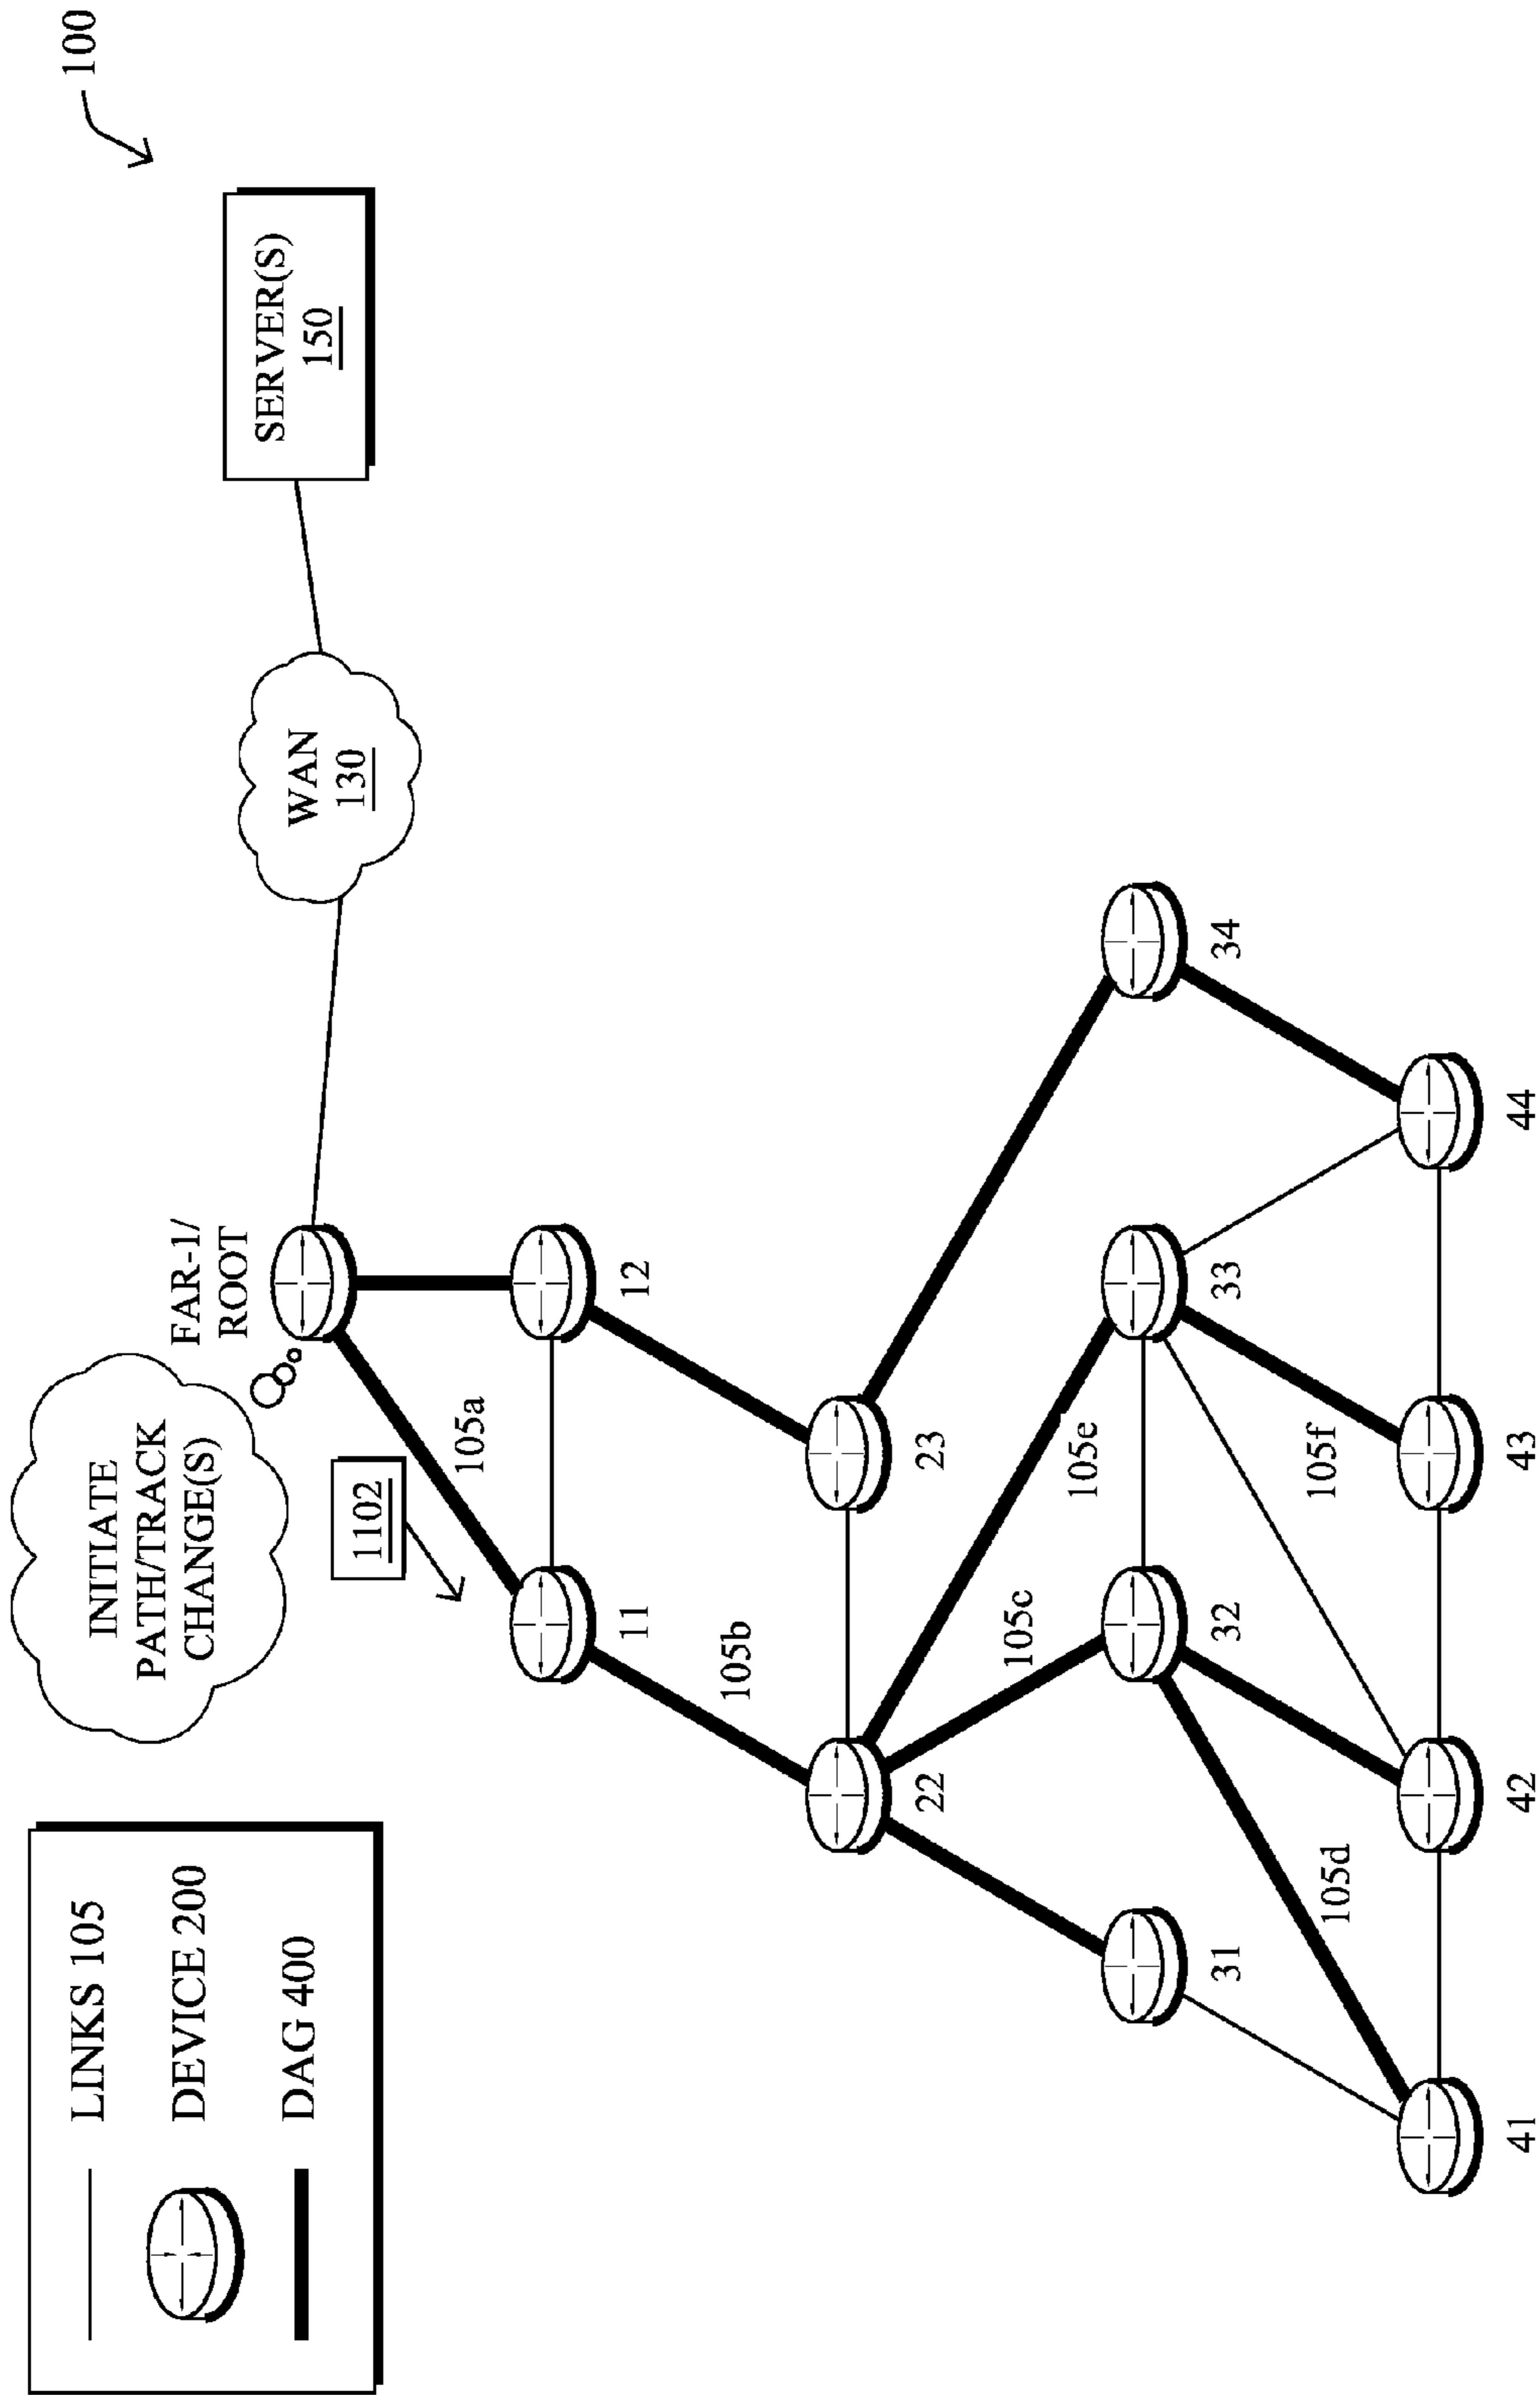 LINKS 105
DEVICE 200
DAG 400
INITIATE
PATH/TRACK
CHANGE(S)
FAR-1/
ROOT
WAN
130
SERVER(S)
150
100
1102
105a
11
12
105b
22
23
105c
105e
31
32
33
34
105d
105f
41
42
43
44